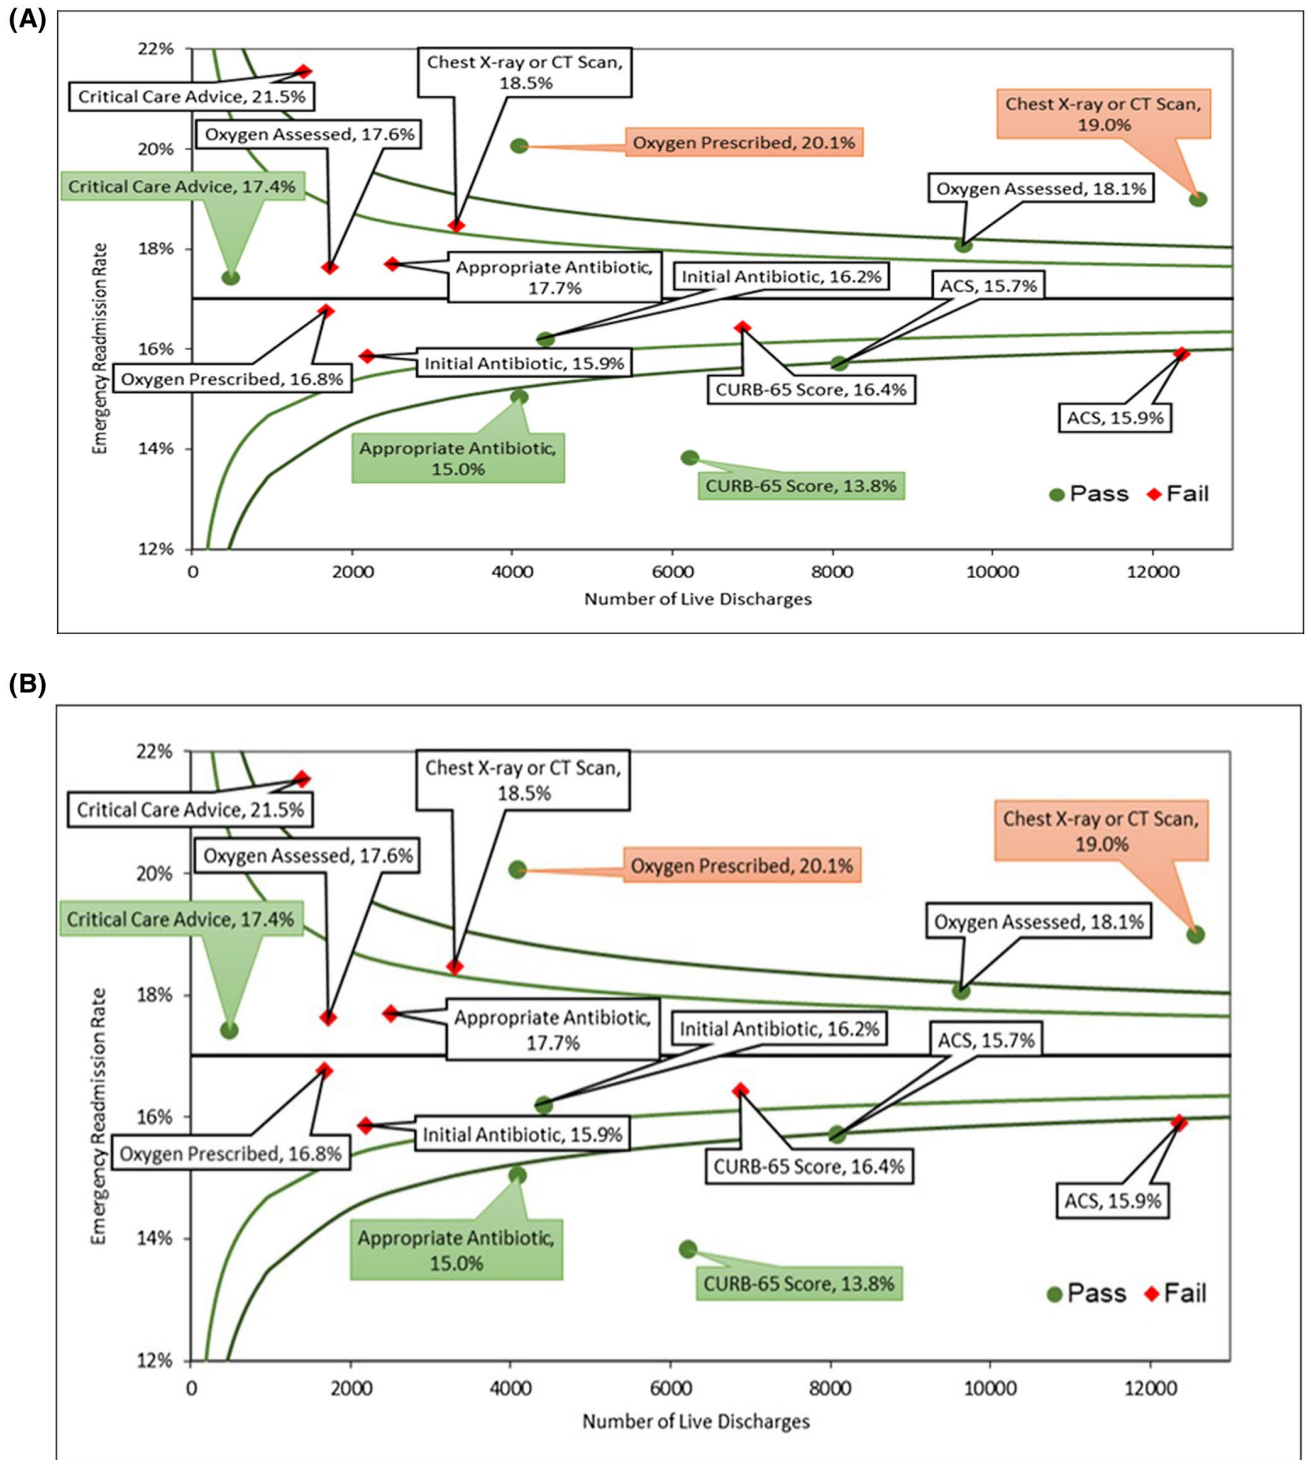 (A)
22%
20%
18%
16%
14%
12%
Emergency Readmission Rate
Critical Care Advice, 21.5%
Chest X-ray or CT Scan,
18.5%
Oxygen Assessed, 17.6%
Oxygen Prescribed, 20.1%
Chest X-ray or CT Scan,
19.0%
Critical Care Advice, 17.4%
Oxygen Assessed, 18.1%
Appropriate Antibiotic,
17.7%
Initial Antibiotic, 16.2%
ACS, 15.7%
Oxygen Prescribed, 16.8%
Initial Antibiotic, 15.9%
CURB-65 Score, 16.4%
ACS, 15.9%
Appropriate Antibiotic,
15.0%
CURB-65 Score, 13.8%
Pass Fail
0 2000 4000 6000 8000 10000 12000
Number of Live Discharges
(B)
22%
20%
18%
16%
14%
12%
Emergency Readmission Rate
Critical Care Advice, 21.5%
Chest X-ray or CT Scan,
18.5%
Oxygen Assessed, 17.6%
Oxygen Prescribed, 20.1%
Chest X-ray or CT Scan,
19.0%
Critical Care Advice, 17.4%
Oxygen Assessed, 18.1%
Appropriate Antibiotic,
17.7%
Initial Antibiotic, 16.2%
ACS, 15.7%
Oxygen Prescribed, 16.8%
Initial Antibiotic, 15.9%
CURB-65 Score, 16.4%
ACS, 15.9%
Appropriate Antibiotic,
15.0%
CURB-65 Score, 13.8%
Pass Fail
0 2000 4000 6000 8000 10000 12000
Number of Live Discharges